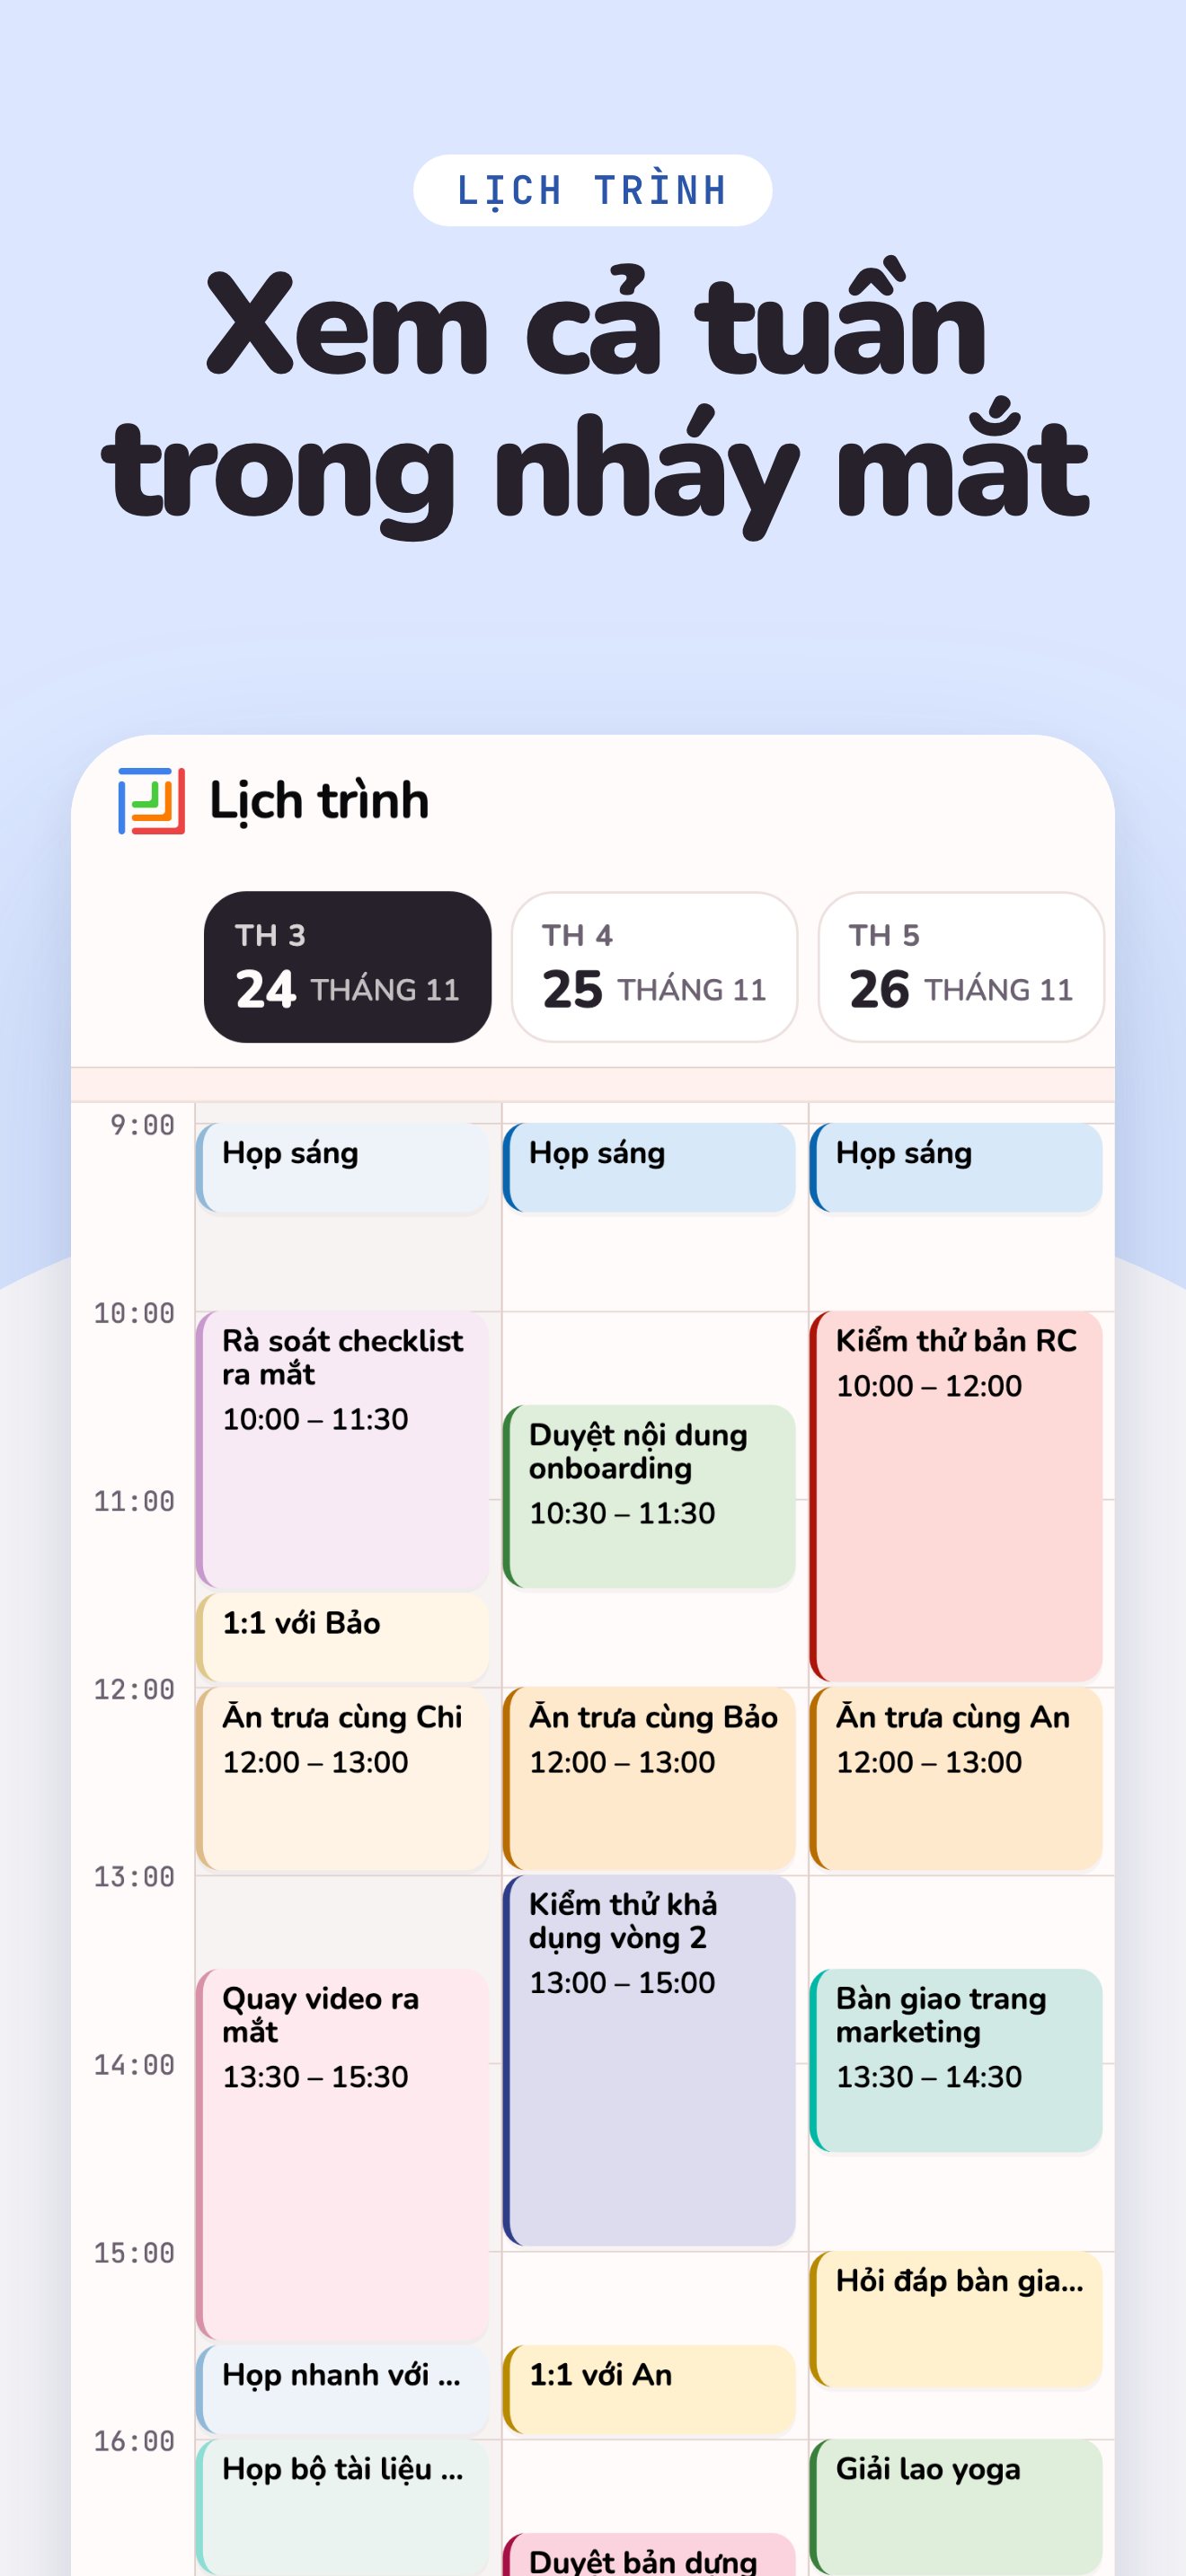 LỊCH TRÌNH
Xem cả tuần
trong nháy mắt
Lịch trình
TH 3
24 THÁNG 11
TH 4
25 THÁNG 11
TH 5
26 THÁNG 11
9:00
Họp sáng
Họp sáng
Họp sáng
10:00
Rà soát checklist
ra mắt
10:00 – 11:30
Duyệt nội dung
onboarding
10:30 – 11:30
Kiểm thử bản RC
10:00 – 12:00
11:00
1:1 với Bảo
12:00
Ăn trưa cùng Chi
12:00 – 13:00
Ăn trưa cùng Bảo
12:00 – 13:00
Ăn trưa cùng An
12:00 – 13:00
13:00
Kiểm thử khả
dụng vòng 2
13:00 – 15:00
Quay video ra
mắt
13:30 – 15:30
Bàn giao trang
marketing
13:30 – 14:30
14:00
15:00
Hỏi đáp bàn gia...
Họp nhanh với ...
1:1 với An
16:00
Họp bộ tài liệu ...
Giải lao yoga
Duyệt bản dựng